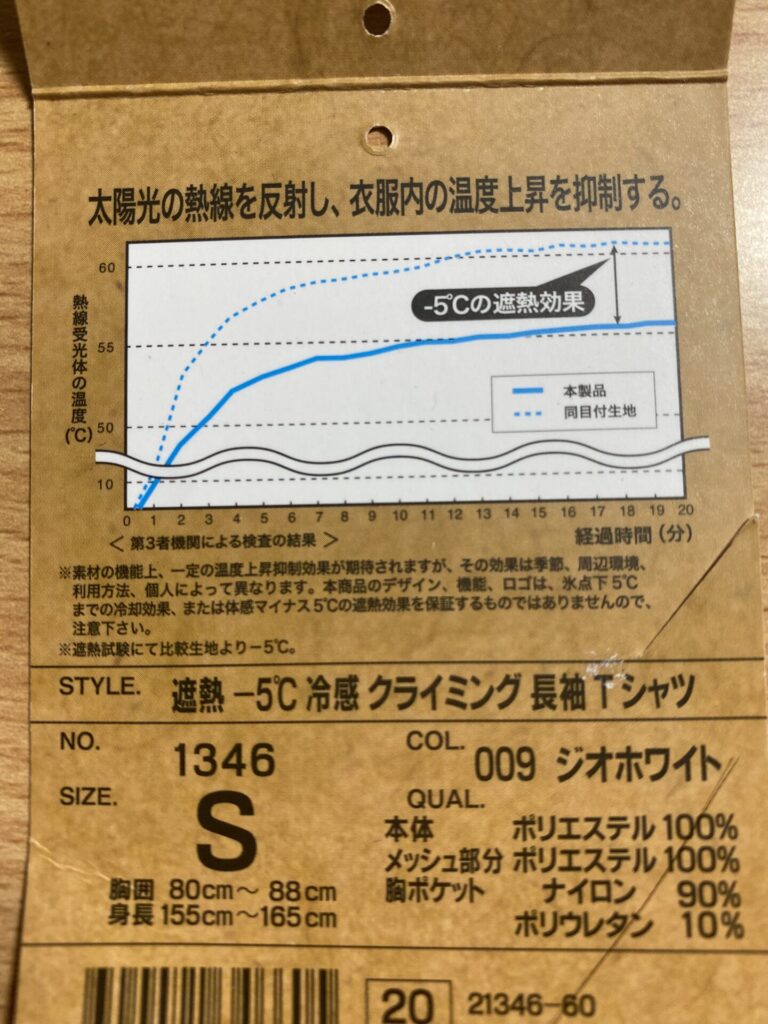 太陽光の熱線を反射し、衣服内の温度上昇を抑制する。
熱線受光体の温度(℃)
60
55
50
10
-5℃の遮熱効果
本製品
同目付生地
0 1 2 3 4 5 6 7 8 9 10 11 12 13 14 15 16 17 18 19 20
<第3者機関による検査の結果>
経過時間(分)
※素材の機能上、一定の温度上昇抑制効果が期待されますが、その効果は季節、周辺環境、
利用方法、個人によって異なります。本商品のデザイン、機能、ロゴは、氷点下5℃
までの冷却効果、または体感マイナス5℃の遮熱効果を保証するものではありませんので、
注意下さい。
※遮熱試験にて比較生地より−5℃。
STYLE. 遮熱 −5℃ 冷感 クライミング 長袖Tシャツ
NO. 1346
COL. 009 ジオホワイト
SIZE. S
胸囲 80cm〜 88cm
身長 155cm〜165cm
QUAL.
本体 ポリエステル 100%
メッシュ部分 ポリエステル 100%
胸ポケット ナイロン 90%
ポリウレタン 10%
20 21346-60